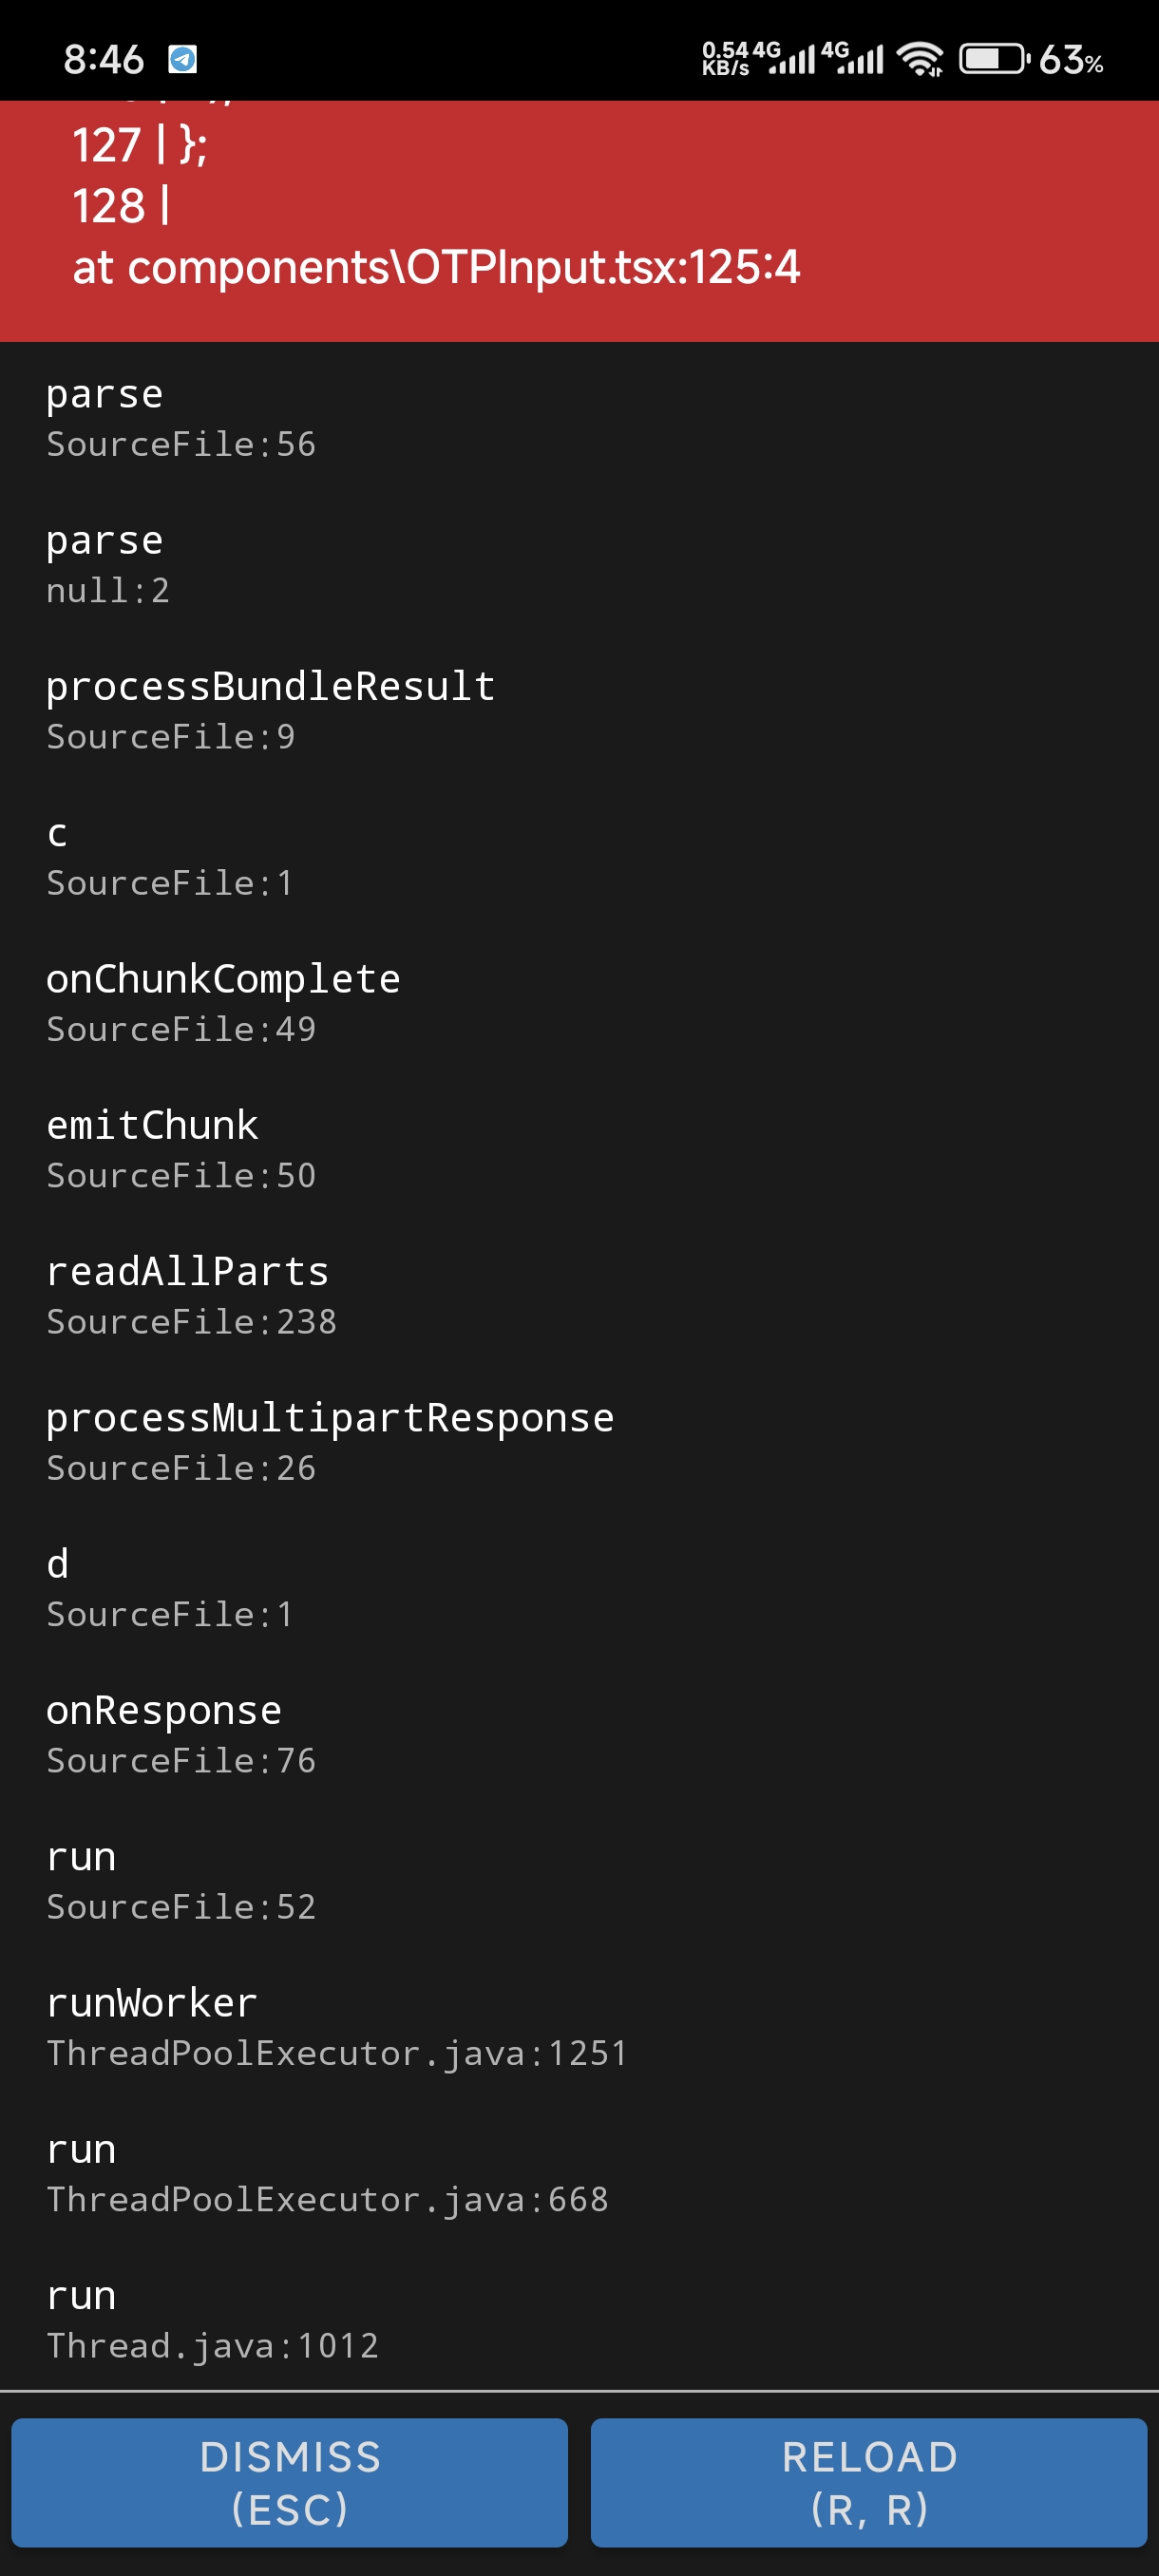 8:46
0.54 KB/s 4G 4G 63%
127 | };
128 |
at components\OTPInput.tsx:125:4
parse
SourceFile:56
parse
null:2
processBundleResult
SourceFile:9
c
SourceFile:1
onChunkComplete
SourceFile:49
emitChunk
SourceFile:50
readAllParts
SourceFile:238
processMultipartResponse
SourceFile:26
d
SourceFile:1
onResponse
SourceFile:76
run
SourceFile:52
runWorker
ThreadPoolExecutor.java:1251
run
ThreadPoolExecutor.java:668
run
Thread.java:1012
DISMISS
(ESC)
RELOAD
(R, R)